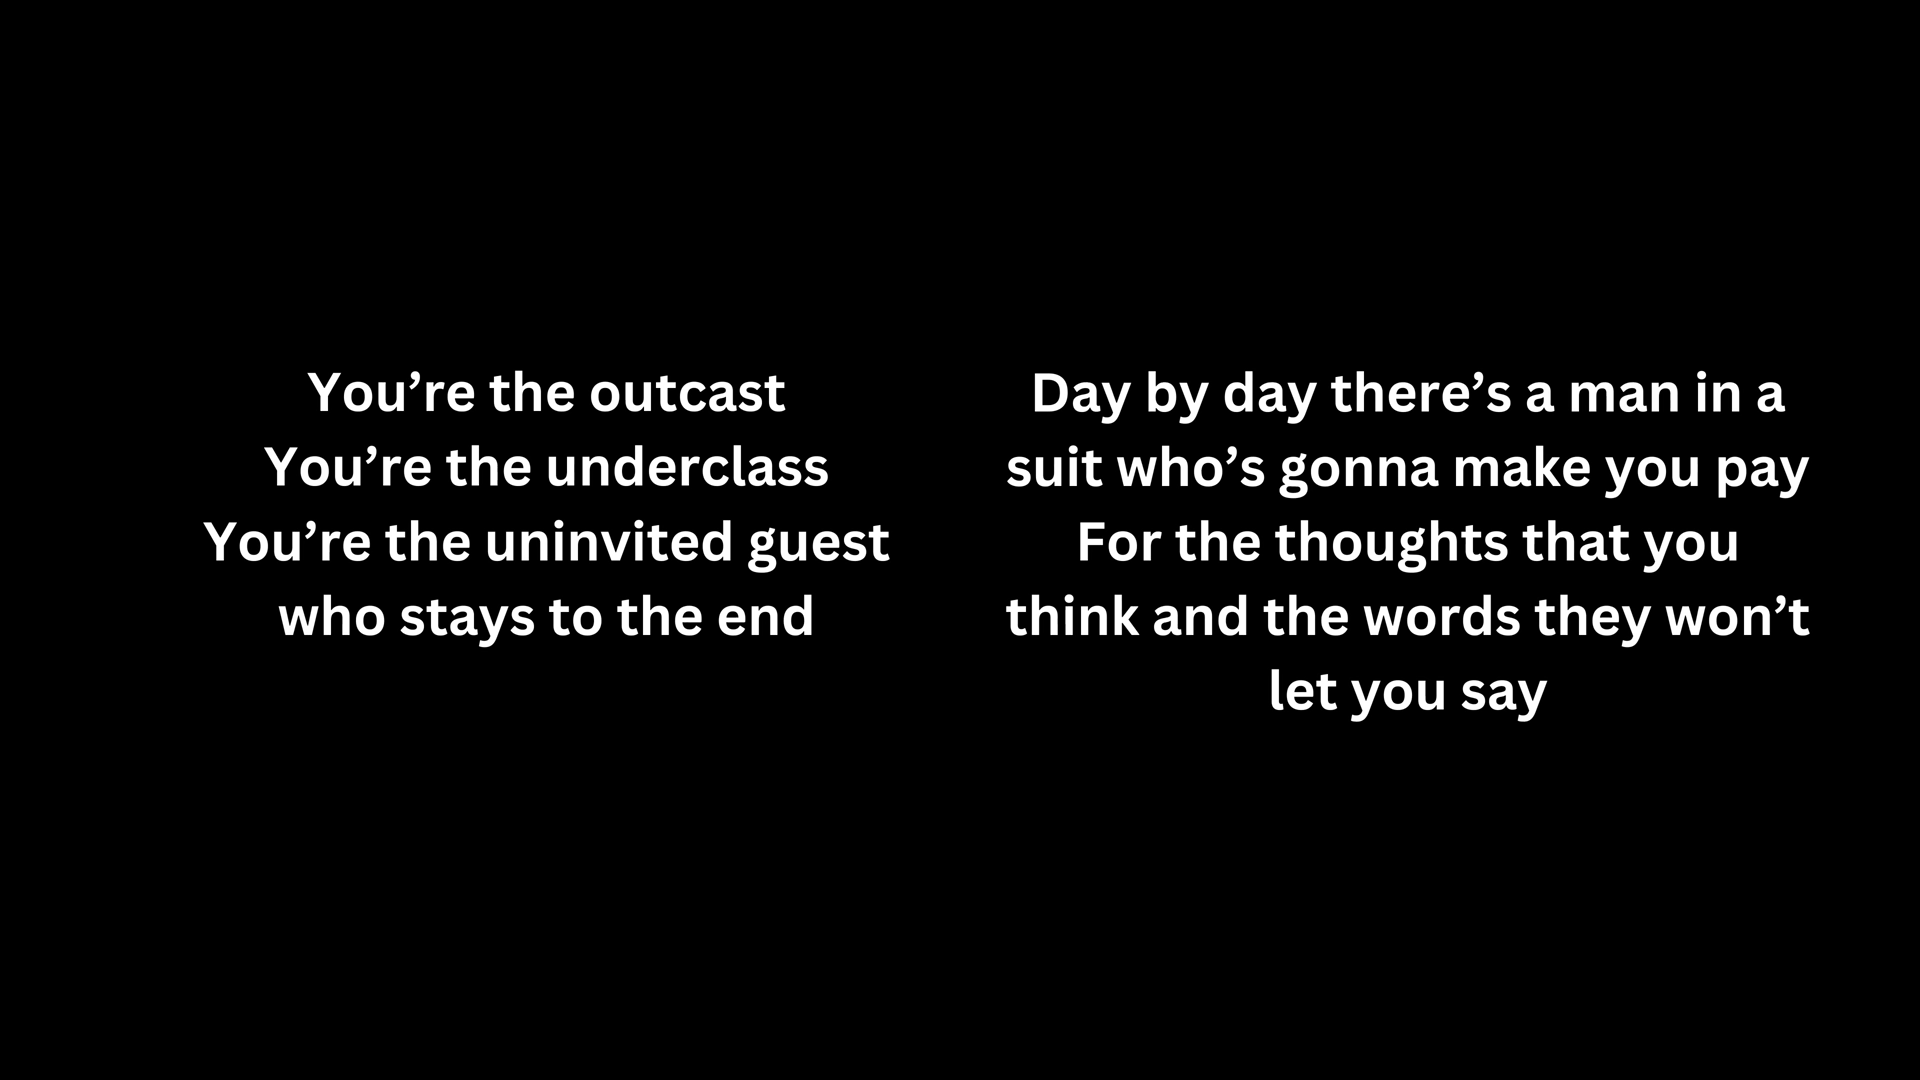 You’re the outcast
You’re the underclass
You’re the uninvited guest
who stays to the end
Day by day there’s a man in a
suit who’s gonna make you pay
For the thoughts that you
think and the words they won’t
let you say